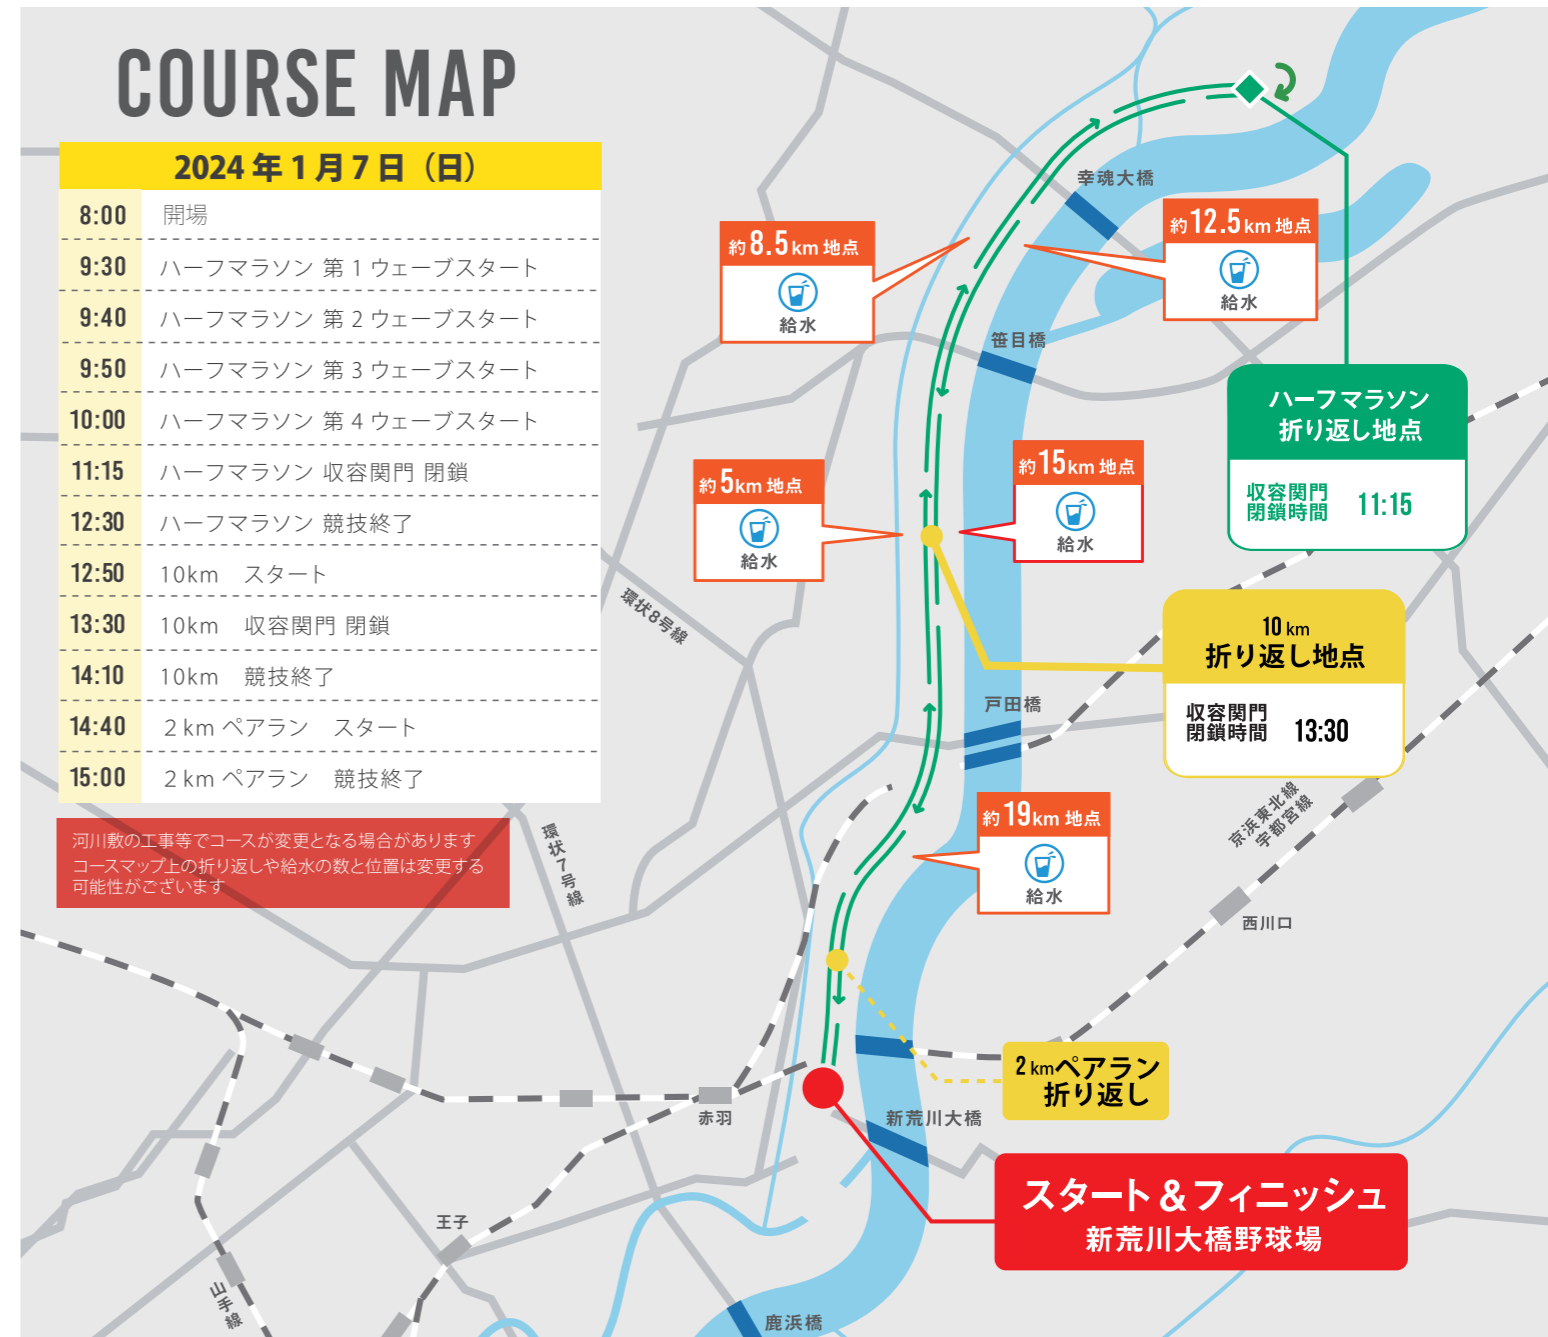 COURSE MAP
2024 年 1 月 7 日（日）
8:00 開場
9:30 ハーフマラソン 第 1 ウェーブスタート
9:40 ハーフマラソン 第 2 ウェーブスタート
9:50 ハーフマラソン 第 3 ウェーブスタート
10:00 ハーフマラソン 第 4 ウェーブスタート
11:15 ハーフマラソン 収容関門 閉鎖
12:30 ハーフマラソン 競技終了
12:50 10km スタート
13:30 10km 収容関門 閉鎖
14:10 10km 競技終了
14:40 2 km ペアラン スタート
15:00 2 km ペアラン 競技終了
河川敷の工事等でコースが変更となる場合があります
コースマップ上の折り返しや給水の数と位置は変更する
可能性がございます
幸魂大橋
約8.5km 地点
給水
約12.5km 地点
給水
笹目橋
ハーフマラソン
折り返し地点
収容関門
閉鎖時間 11:15
約5km 地点
給水
約15km 地点
給水
環状8号線
10 km
折り返し地点
収容関門
閉鎖時間 13:30
戸田橋
約19km 地点
給水
京浜東北線
宇都宮線
環状7号線
西川口
2 kmペアラン
折り返し
赤羽
新荒川大橋
スタート & フィニッシュ
新荒川大橋野球場
王子
山手線
鹿浜橋